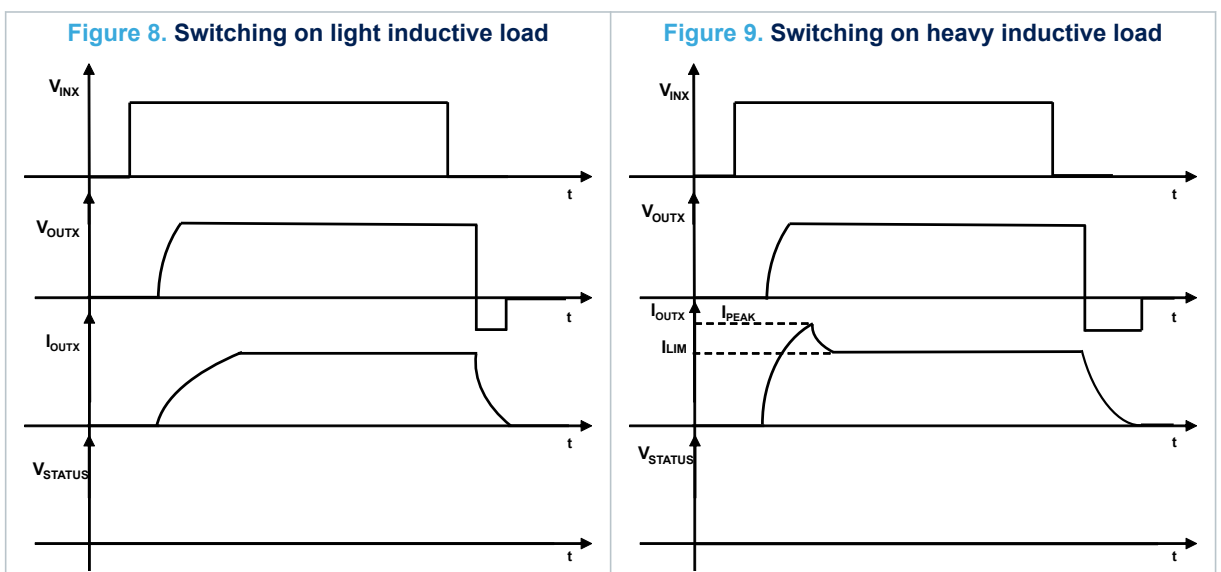 Figure 8. Switching on light inductive load
VINX
t
VOUTX
t
IOUTX
t
VSTATUS
t
Figure 9. Switching on heavy inductive load
VINX
t
VOUTX
t
IOUTX
IPEAK
ILIM
t
VSTATUS
t